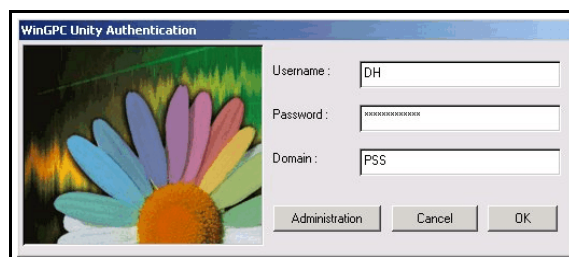 WinGPC Unity Authentication
Username : DH
Password : *************
Domain : PSS
Administration Cancel OK